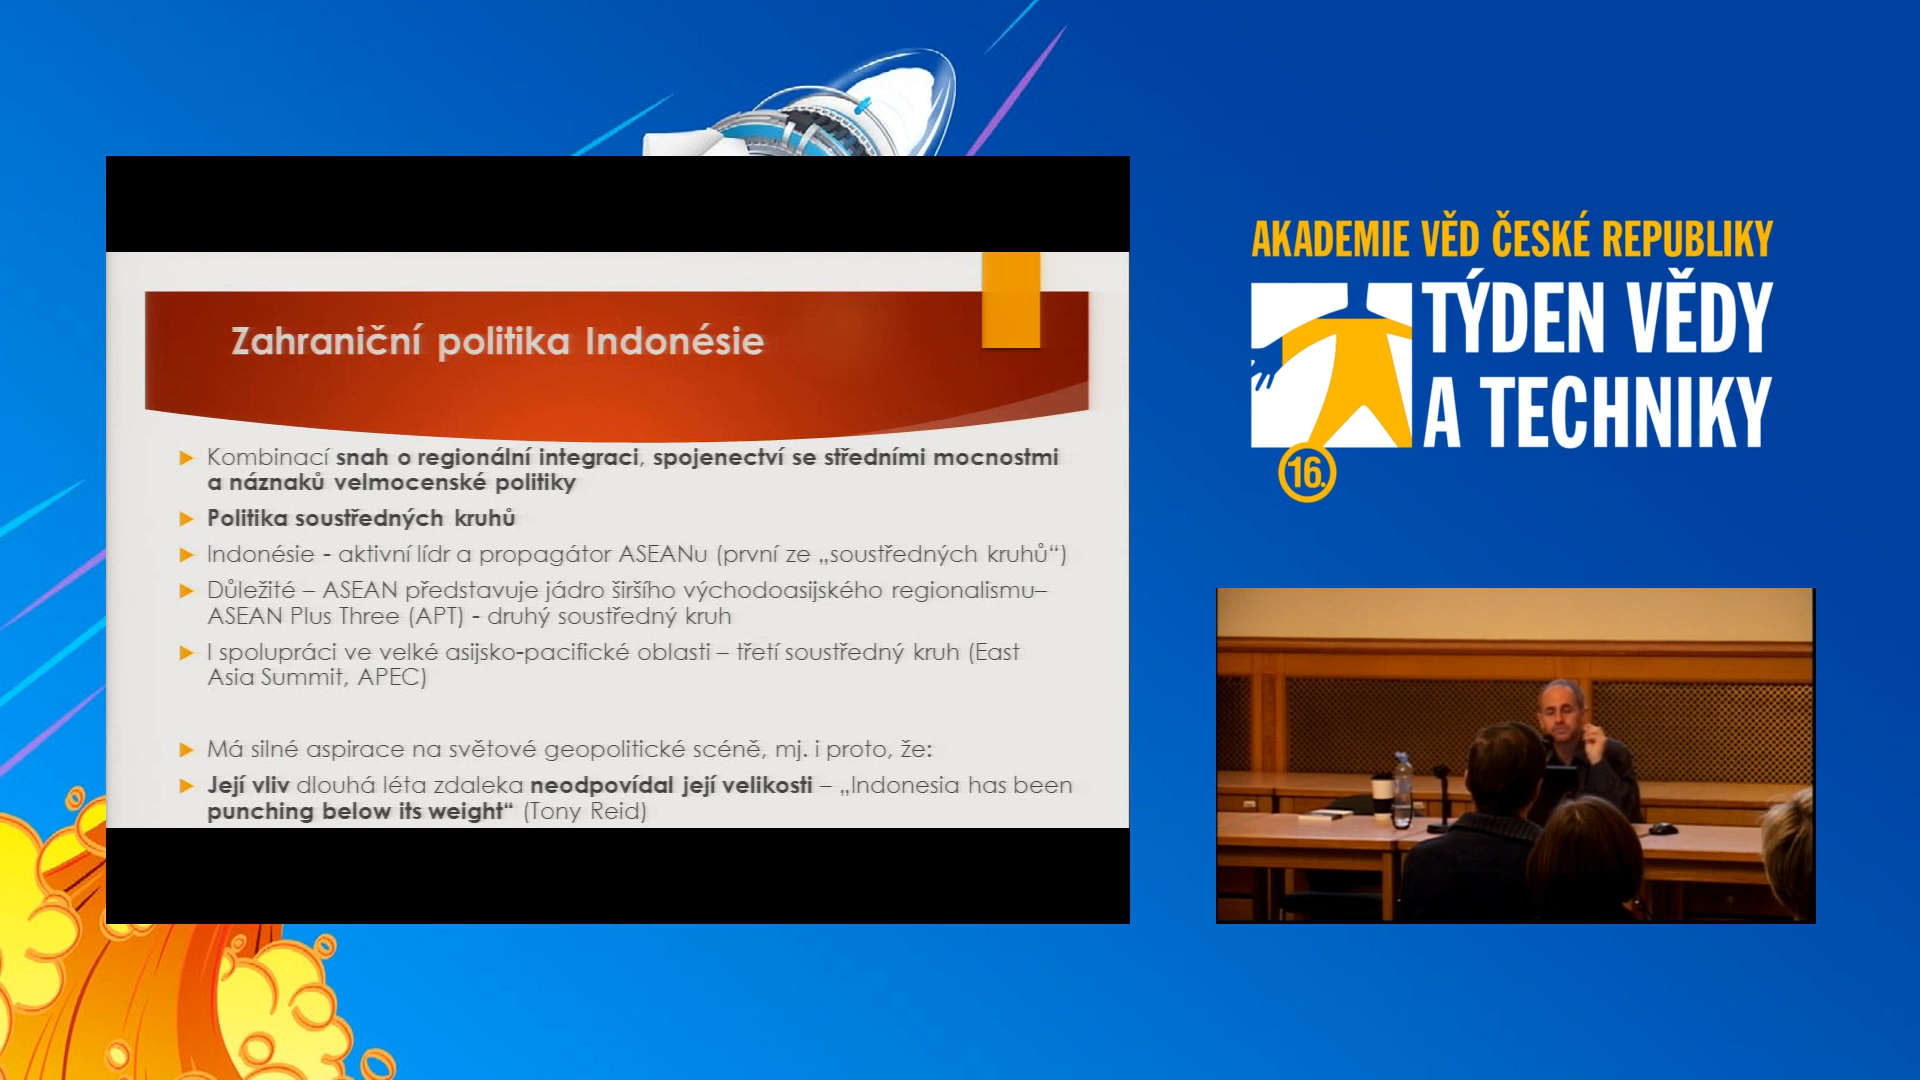 Zahraniční politika Indonésie
Kombinací snah o regionální integraci, spojenectví se středními mocnostmi
a náznaků velmocenské politiky
Politika soustředných kruhů
Indonésie - aktivní lídr a propagátor ASEANu (první ze „soustředných kruhů“)
Důležité – ASEAN představuje jádro širšího východoasijského regionalismu–
ASEAN Plus Three (APT) - druhý soustředný kruh
I spolupráci ve velké asijsko-pacifické oblasti – třetí soustředný kruh (East
Asia Summit, APEC)
Má silné aspirace na světové geopolitické scéně, mj. i proto, že:
Její vliv dlouhá léta zdaleka neodpovídal její velikosti – „Indonesia has been
punching below its weight“ (Tony Reid)
AKADEMIE VĚD ČESKÉ REPUBLIKY
TÝDEN VĚDY
A TECHNIKY
16.